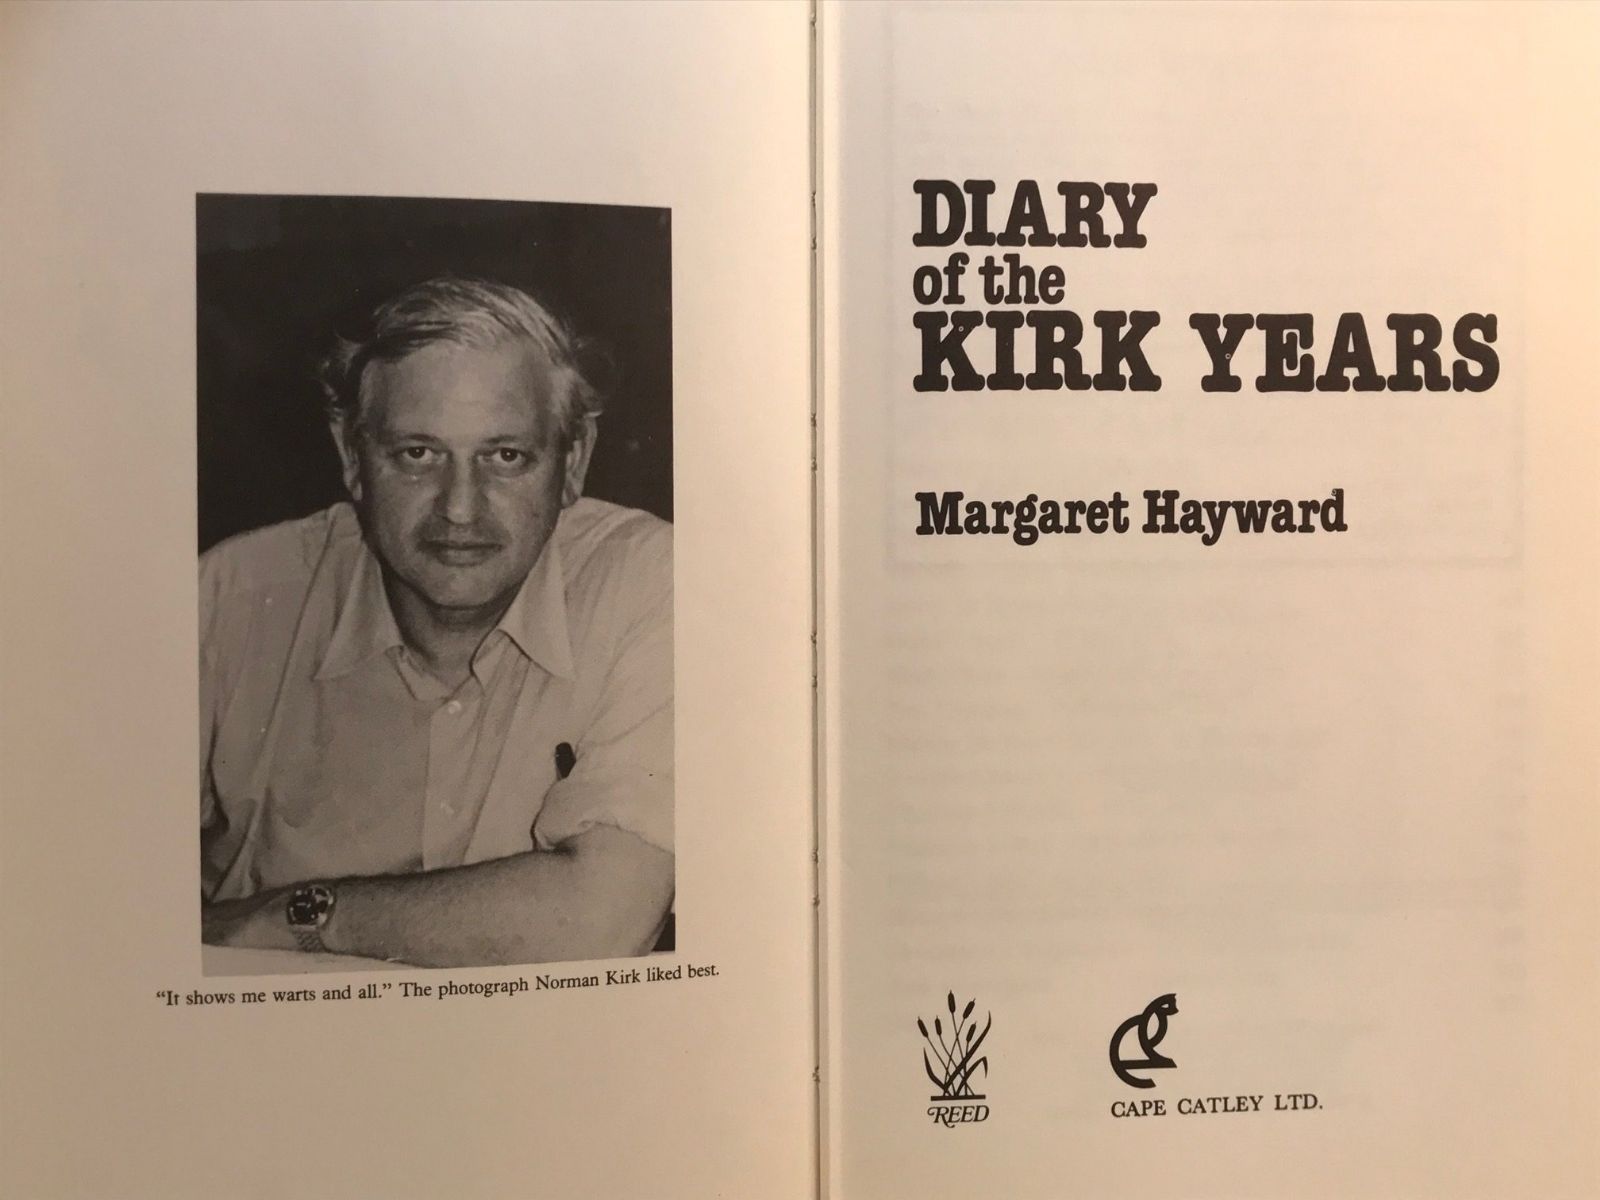 "It shows me warts and all." The photograph Norman Kirk liked best.
DIARY
of the
KIRK YEARS
Margaret Hayward
REED
CAPE CATLEY LTD.